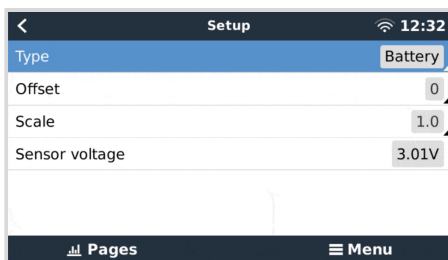 Setup 12:32
Type Battery
Offset 0
Scale 1.0
Sensor voltage 3.01V
Pages Menu